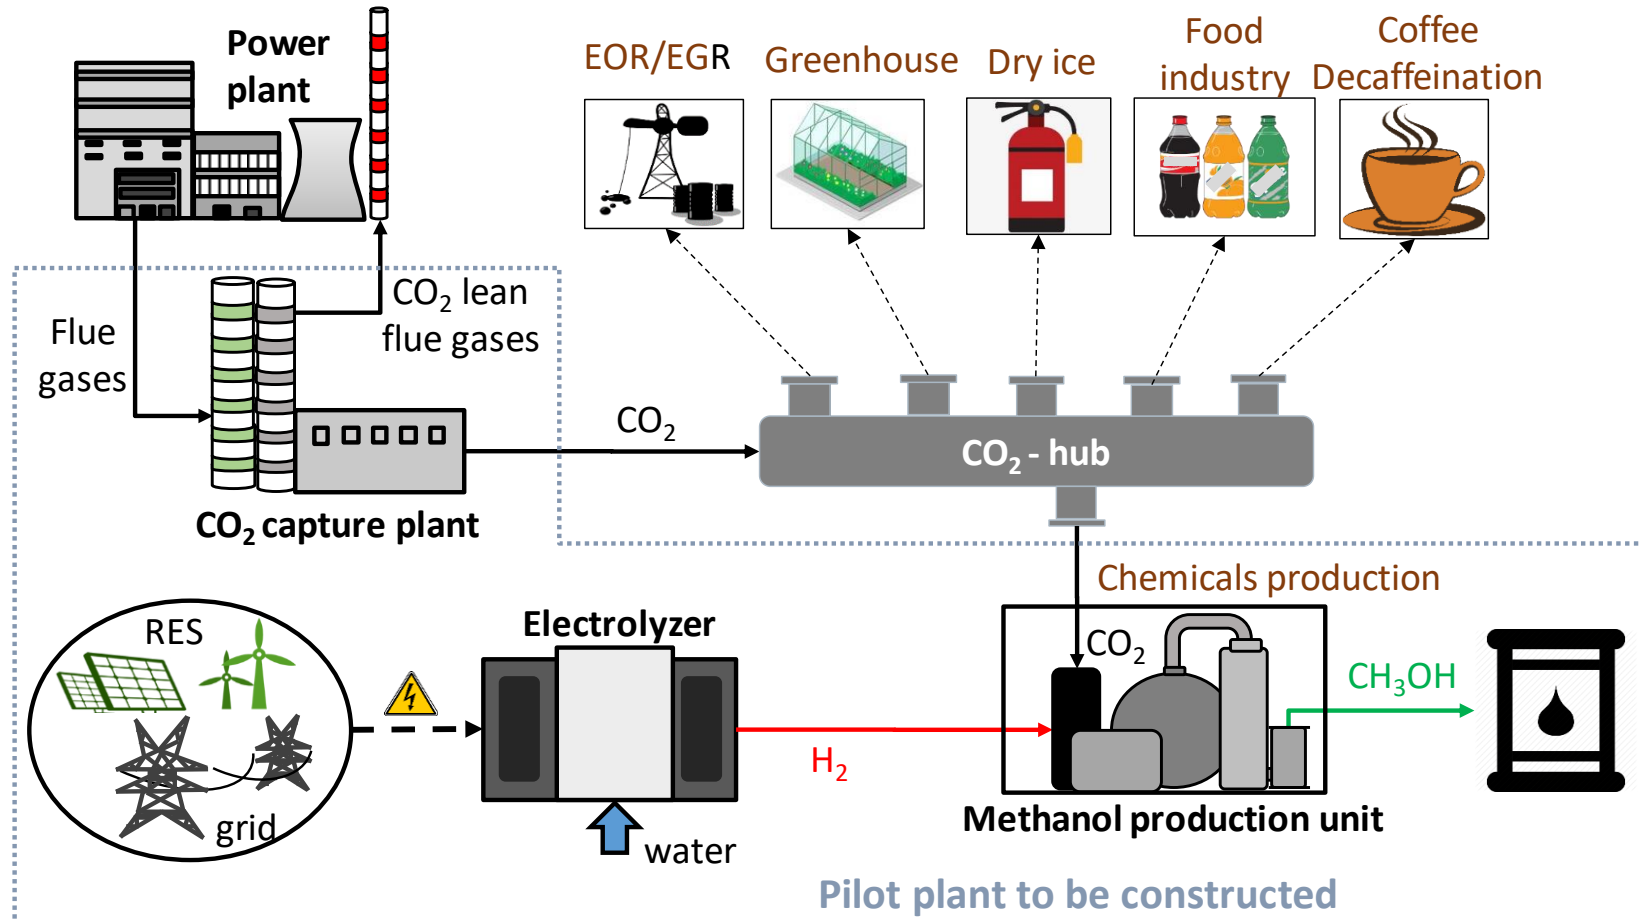 Power
plant
EOR/EGR
Greenhouse
Dry ice
Food
industry
Coffee
Decaffeination
Flue
gases
CO₂ lean
flue gases
CO₂
CO₂ - hub
CO₂ capture plant
Chemicals production
RES
grid
Electrolyzer
water
H₂
CO₂
CH₃OH
Methanol production unit
Pilot plant to be constructed